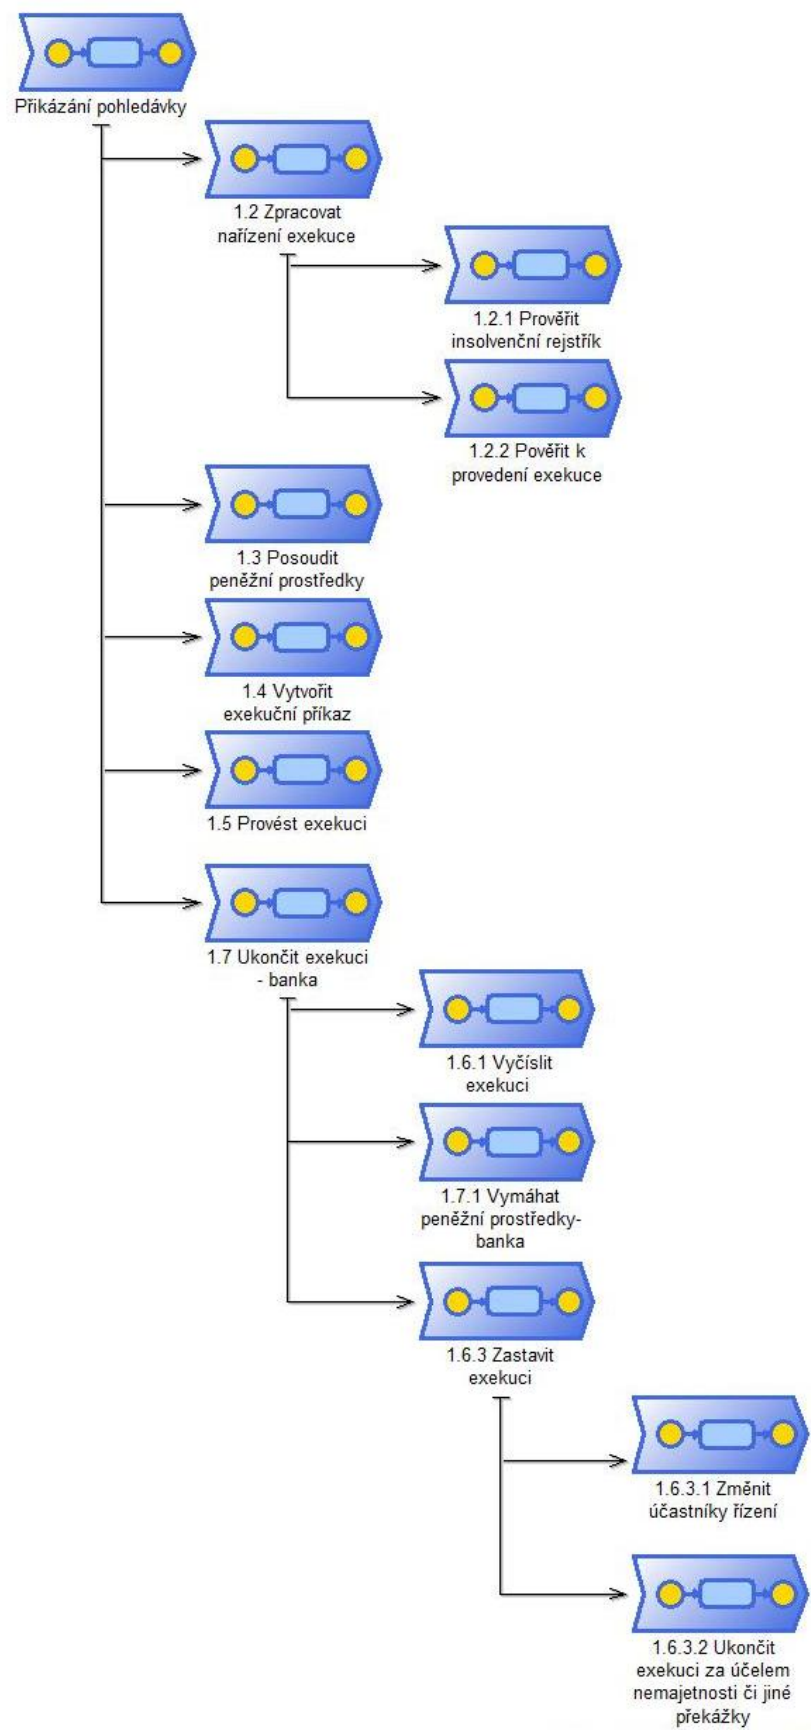 Přikázání pohledávky
1.2 Zpracovat
nařízení exekuce
1.2.1 Prověřit
insolvenční rejstřík
1.2.2 Pověřit k
provedení exekuce
1.3 Posoudit
peněžní prostředky
1.4 Vytvořit
exekuční příkaz
1.5 Provést exekuci
1.7 Ukončit exekuci
- banka
1.6.1 Vyčíslit
exekuci
1.7.1 Vymáhat
peněžní prostředky-
banka
1.6.3 Zastavit
exekuci
1.6.3.1 Změnit
účastníky řízení
1.6.3.2 Ukončit
exekuci za účelem
nemajetnosti či jiné
překážky